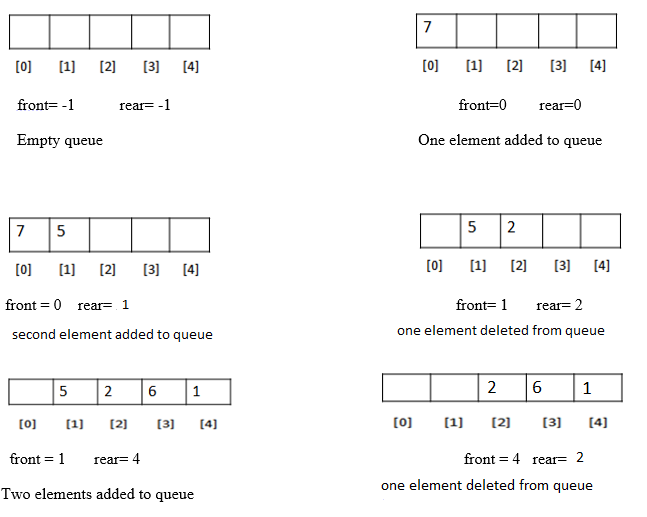 [0] [1] [2] [3] [4]
front= -1 rear= -1
Empty queue
7
[0] [1] [2] [3] [4]
front=0 rear=0
One element added to queue
7 5
[0] [1] [2] [3] [4]
front = 0 rear= 1
second element added to queue
5 2
[0] [1] [2] [3] [4]
front= 1 rear= 2
one element deleted from queue
5 2 6 1
[0] [1] [2] [3] [4]
front = 1 rear= 4
Two elements added to queue
2 6 1
[0] [1] [2] [3] [4]
front = 4 rear= 2
one element deleted from queue